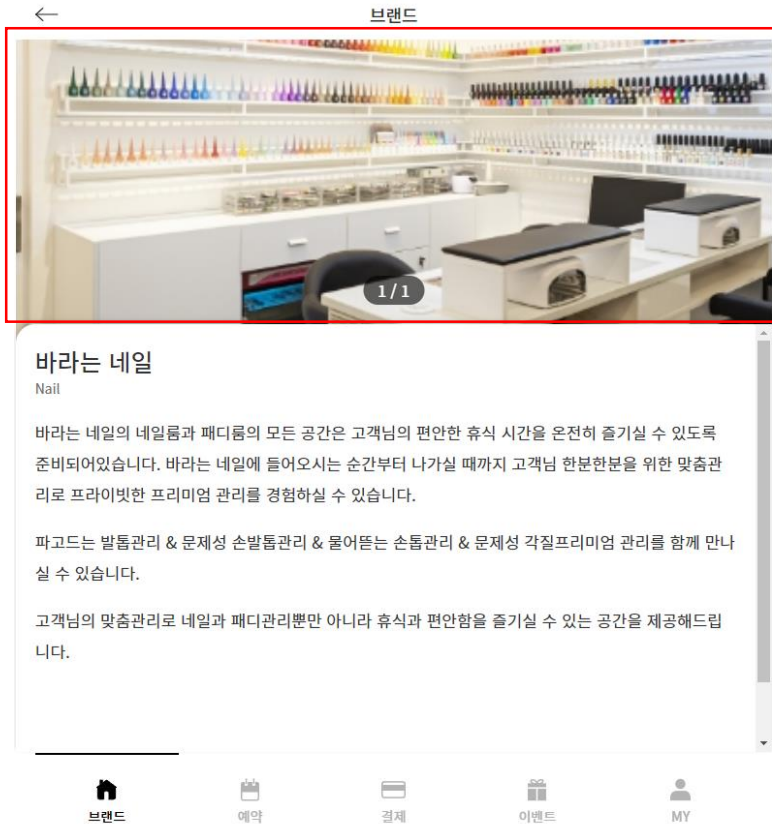 브랜드
1/1
바라는 네일
Nail
바라는 네일의 네일룸과 패디룸의 모든 공간은 고객님의 편안한 휴식 시간을 온전히 즐기실 수 있도록
준비되어있습니다. 바라는 네일에 들어오시는 순간부터 나가실 때까지 고객님 한분한분을 위한 맞춤관
리로 프라이빗한 프리미엄 관리를 경험하실 수 있습니다.
파고드는 발톱관리 & 문제성 손발톱관리 & 물어뜯는 손톱관리 & 문제성 각질프리미엄 관리를 함께 만나
실 수 있습니다.
고객님의 맞춤관리로 네일과 패디관리뿐만 아니라 휴식과 편안함을 즐기실 수 있는 공간을 제공해드립
니다.
브랜드 예약 결제 이벤트 MY